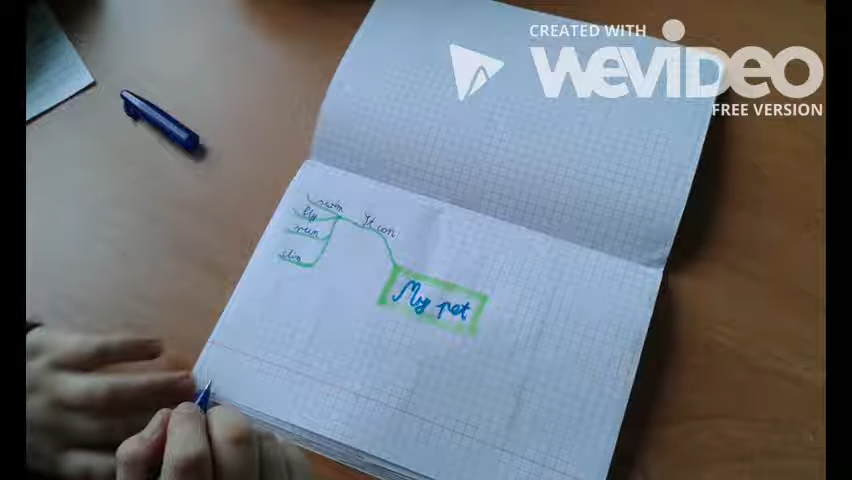 CREATED WITH
WEVIDEO
FREE VERSION
swim
fly
run
It can
My pet